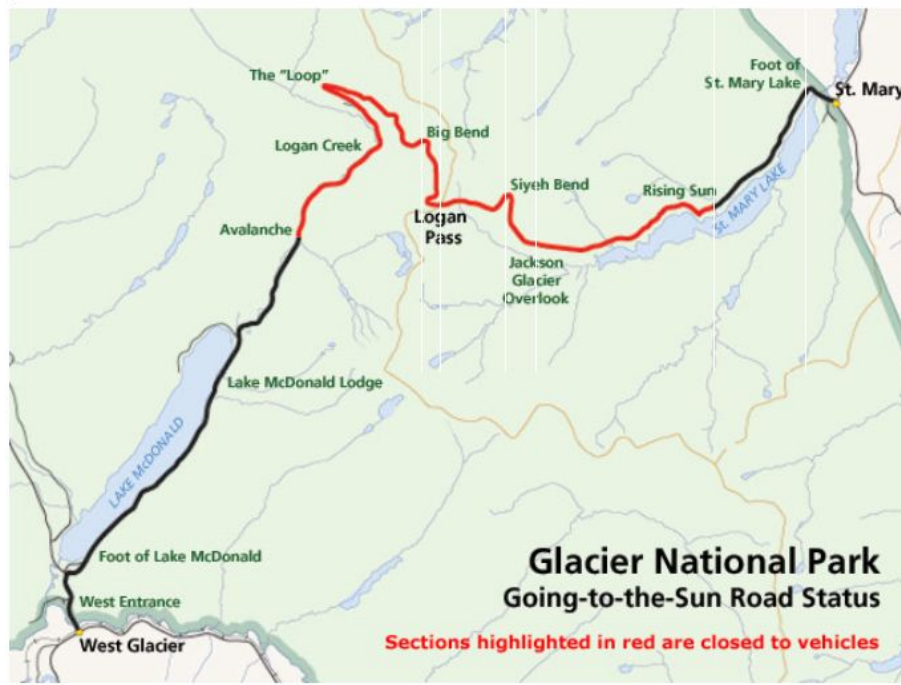 The "Loop"
Foot of
St. Mary Lake
St. Mary
Logan Creek
Big Bend
Siyeh Bend
Rising Sun
ST. MARY LAKE
Logan
Pass
Avalanche
Jackson
Glacier
Overlook
Lake McDonald Lodge
LAKE McDONALD
Foot of Lake McDonald
West Entrance
West Glacier
Glacier National Park
Going-to-the-Sun Road Status
Sections highlighted in red are closed to vehicles